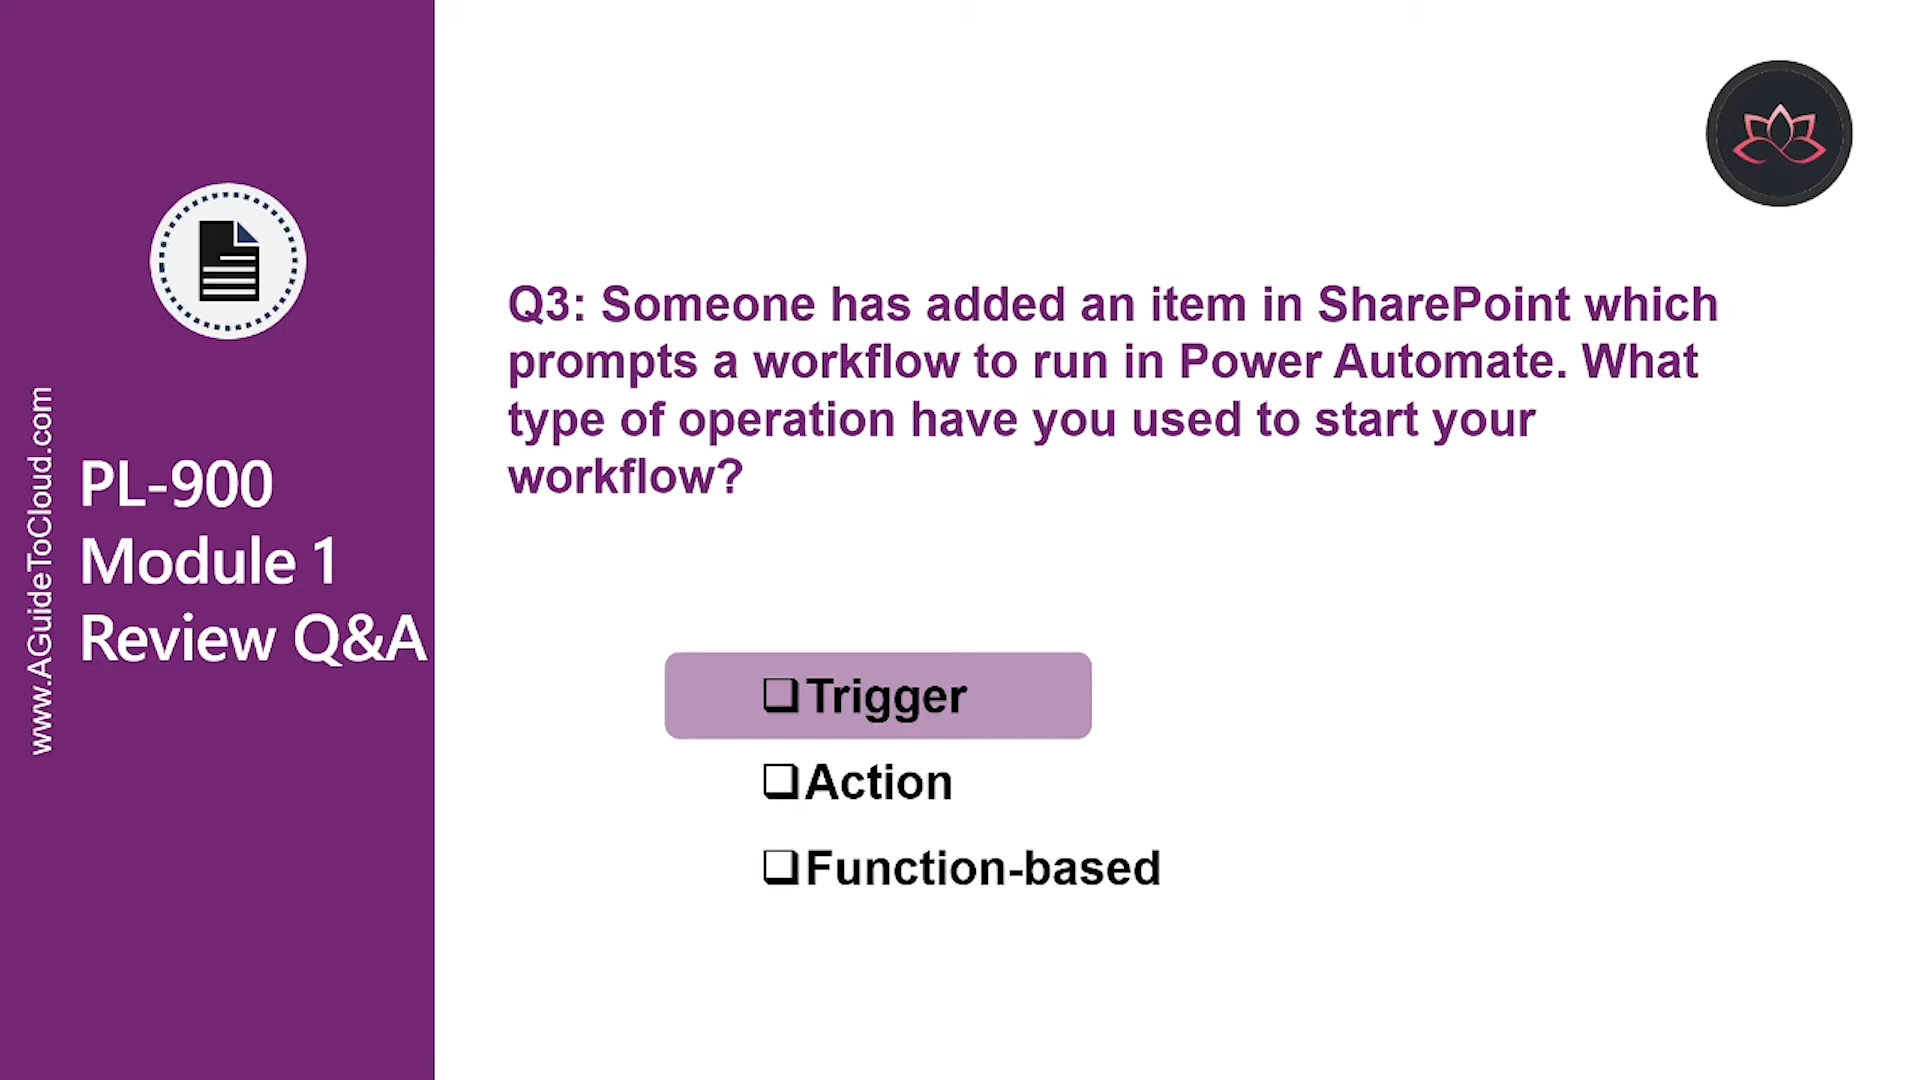 www.AGuideToCloud.com
PL-900
Module 1
Review Q&A
Q3: Someone has added an item in SharePoint which
prompts a workflow to run in Power Automate. What
type of operation have you used to start your
workflow?
❑Trigger
❑Action
❑Function-based